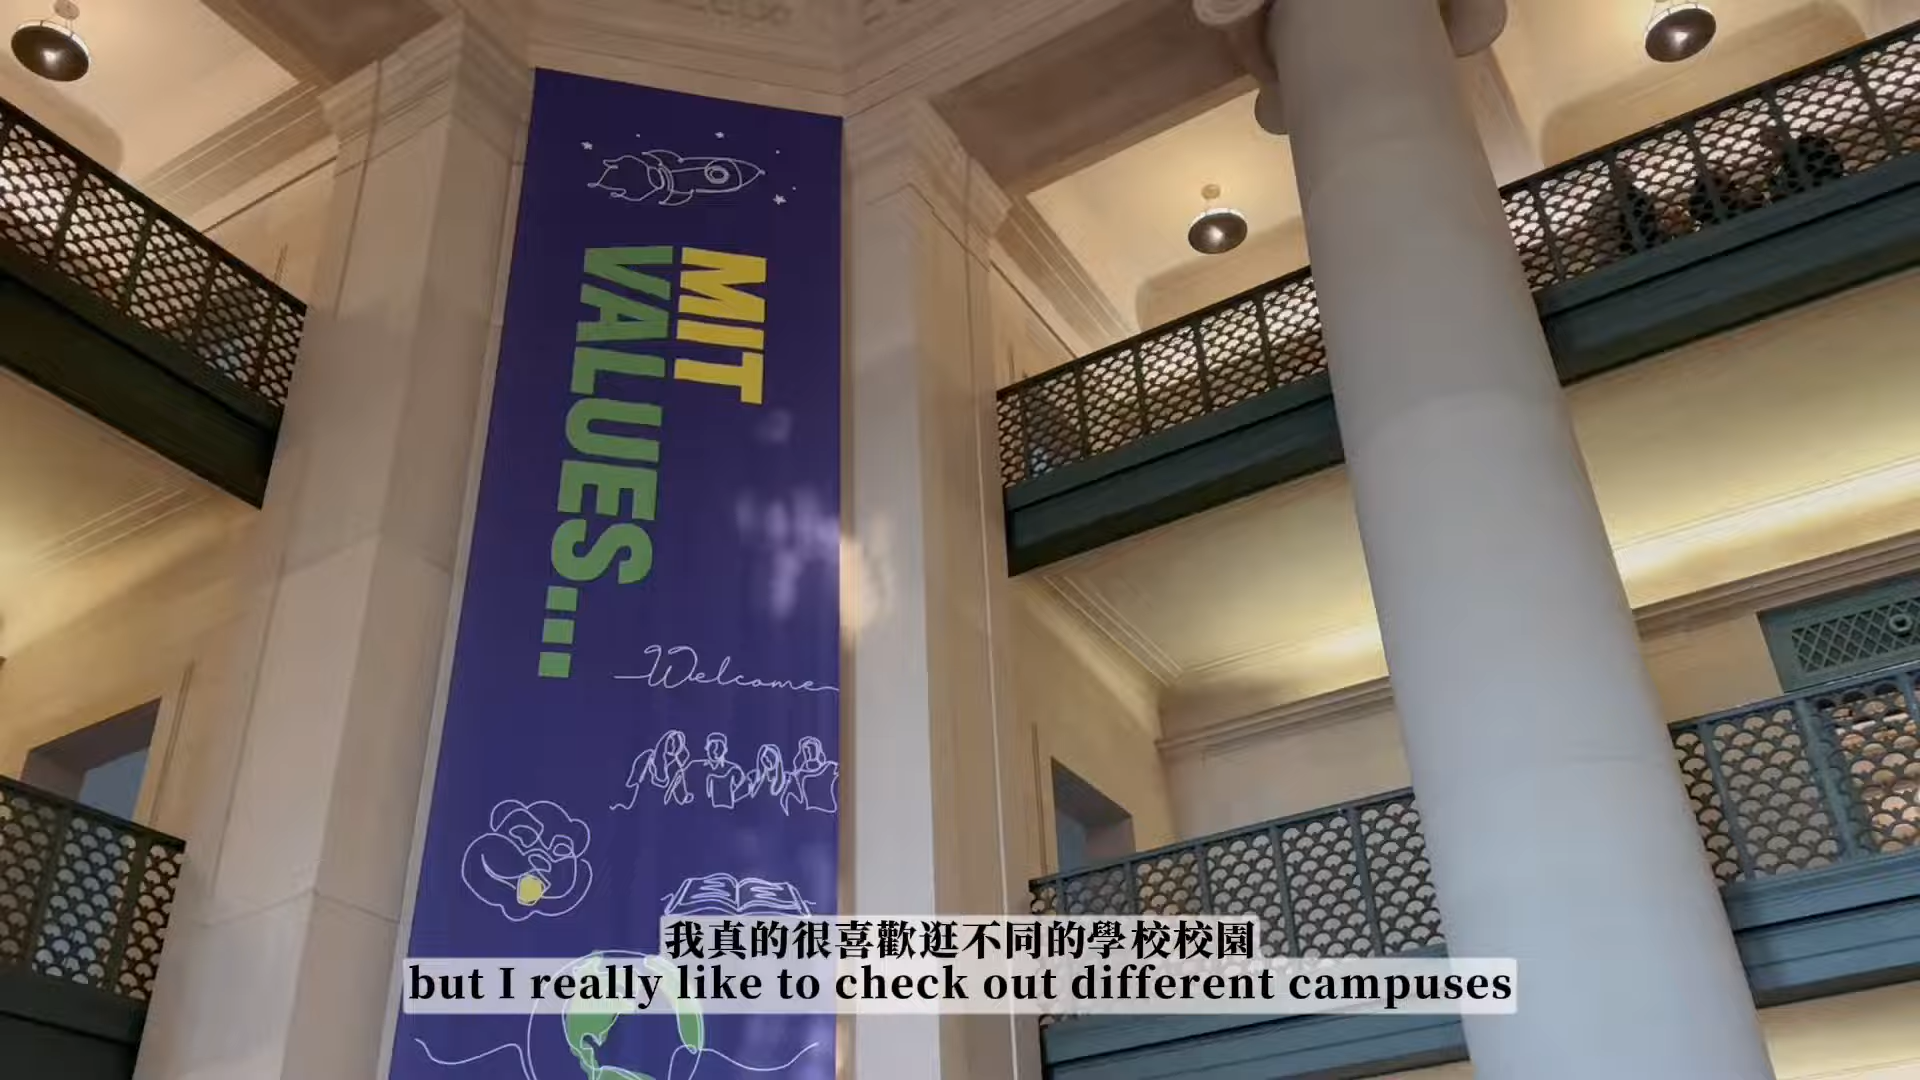 MIT
VALUES...
Welcome
我真的很喜歡逛不同的學校校園
but I really like to check out different campuses